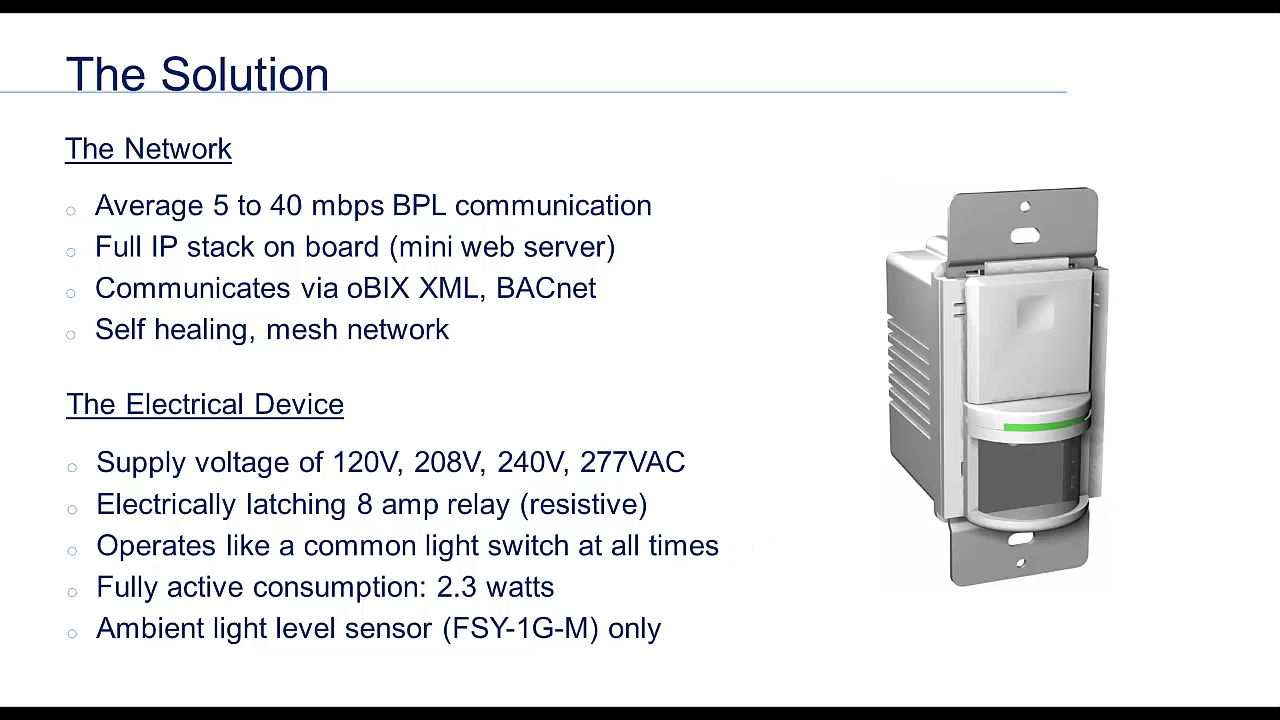 The Solution
The Network
Average 5 to 40 mbps BPL communication
Full IP stack on board (mini web server)
Communicates via oBIX XML, BACnet
Self healing, mesh network
The Electrical Device
Supply voltage of 120V, 208V, 240V, 277VAC
Electrically latching 8 amp relay (resistive)
Operates like a common light switch at all times
Fully active consumption: 2.3 watts
Ambient light level sensor (FSY-1G-M) only